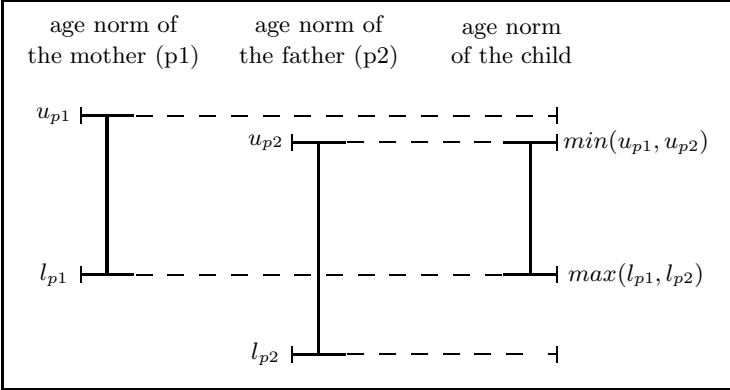 age norm of
the mother (p1)
age norm of
the father (p2)
age norm
of the child
u_{p1}
u_{p2}
min(u_{p1}, u_{p2})
l_{p1}
max(l_{p1}, l_{p2})
l_{p2}